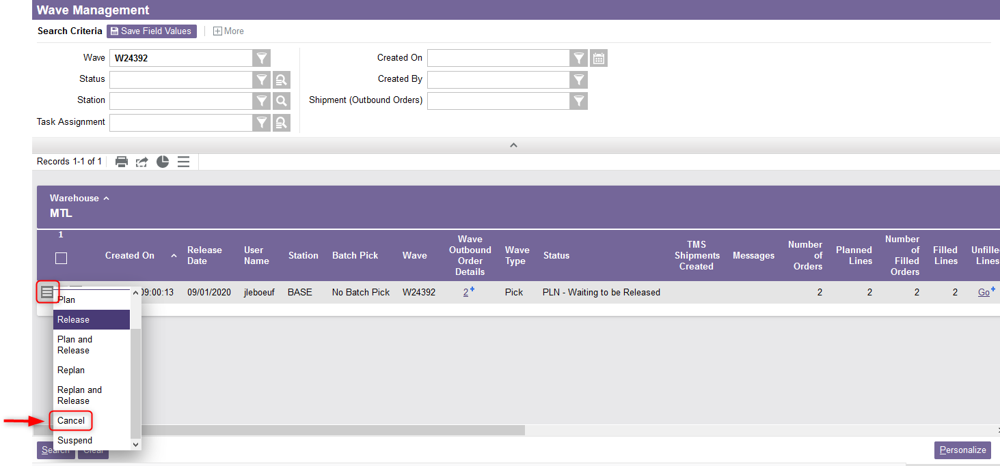 Wave Management
Search Criteria Save Field Values More
Wave W24392 Created On
Status Created By
Station Shipment (Outbound Orders)
Task Assignment
Records 1-1 of 1
Warehouse
MTL
1
Created On Release Date User Name Station Batch Pick Wave Wave Outbound Order Details Wave Type Status TMS Shipments Created Messages Number of Orders Planned Lines Number of Filled Orders Filled Lines Unfille Lines
09:00:13 09/01/2020 jleboeuf BASE No Batch Pick W24392 2+ Pick PLN - Waiting to be Released 2 2 2 2 Go+
Plan
Release
Plan and
Release
Replan
Replan and
Release
Cancel
Suspend
Search Clear Personalize